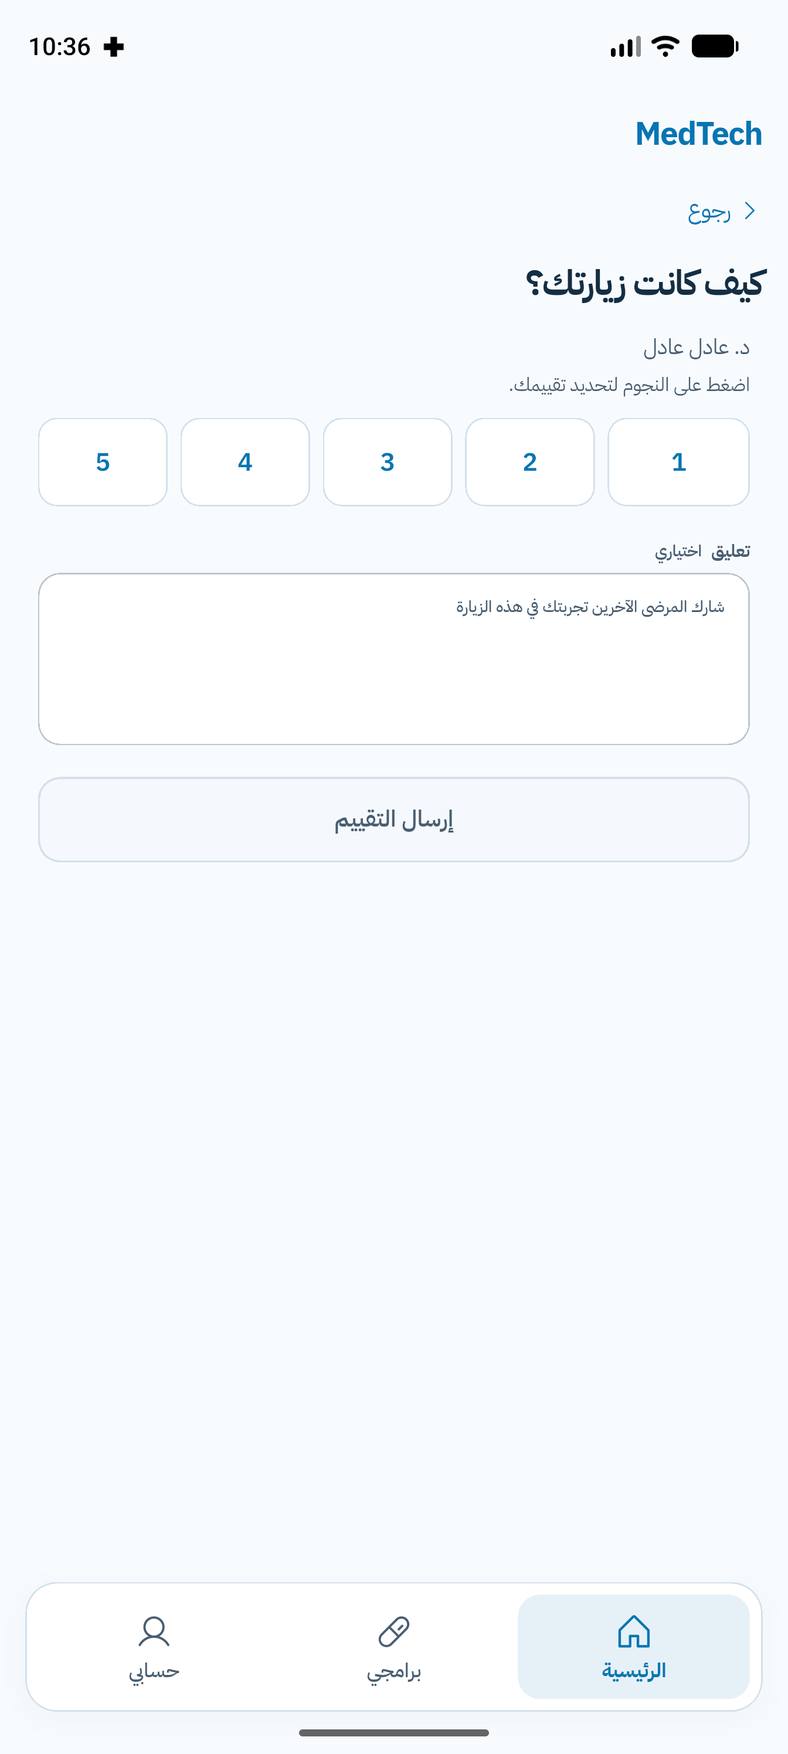 10:36
MedTech
رجوع
كيف كانت زيارتك؟
د. عادل عادل
اضغط على النجوم لتحديد تقييمك.
1 2 3 4 5
تعليق اختياري
شارك المرضى الآخرين تجربتك في هذه الزيارة
إرسال التقييم
الرئيسية برامجي حسابي